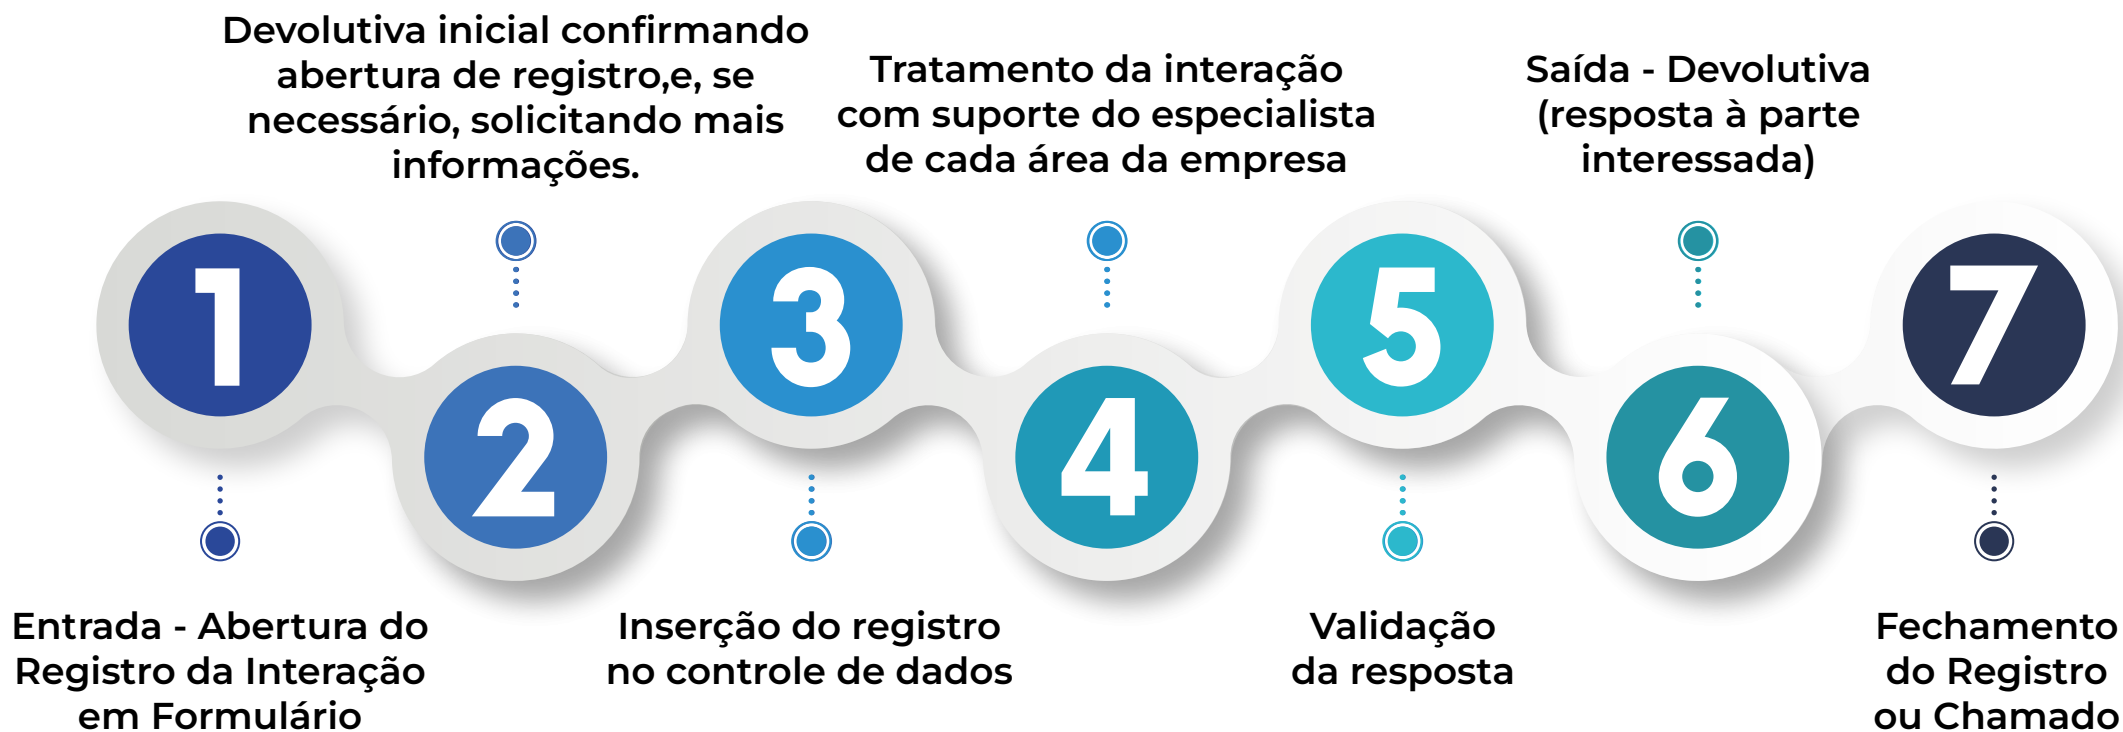 Devolutiva inicial confirmando
abertura de registro,e, se
necessário, solicitando mais
informações.
Tratamento da interação
com suporte do especialista
de cada área da empresa
Saída - Devolutiva
(resposta à parte
interessada)
1
2
3
4
5
6
7
Entrada - Abertura do
Registro da Interação
em Formulário
Inserção do registro
no controle de dados
Validação
da resposta
Fechamento
do Registro
ou Chamado